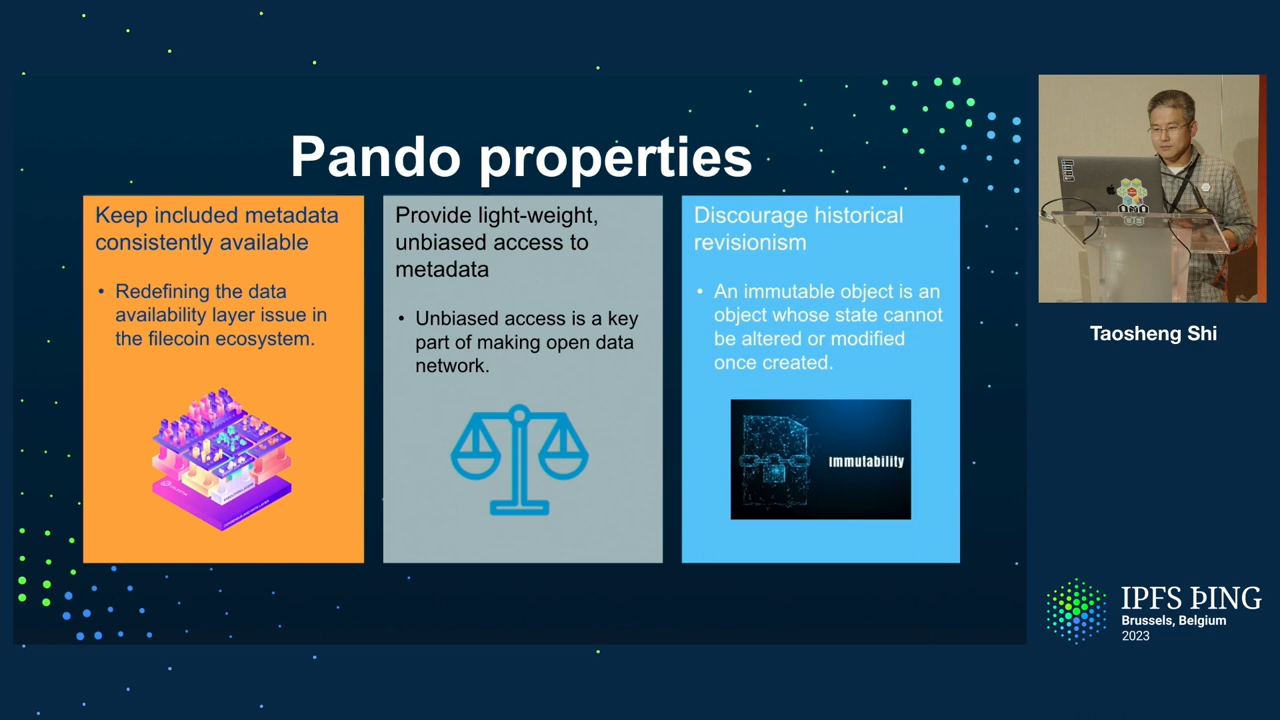 Pando properties
Keep included metadata
consistently available
• Redefining the data
availability layer issue in
the filecoin ecosystem.
Provide light-weight,
unbiased access to
metadata
• Unbiased access is a key
part of making open data
network.
Discourage historical
revisionism
• An immutable object is an
object whose state cannot
be altered or modified
once created.
Immutability
Taosheng Shi
IPFS ÞING
Brussels, Belgium
2023